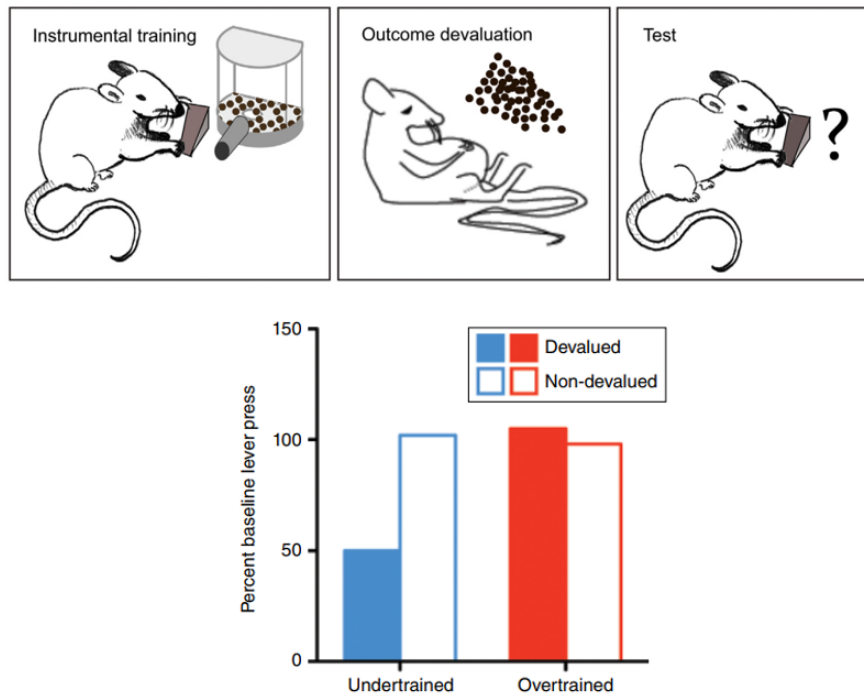 Instrumental training
Outcome devaluation
Test
?
150
100
50
0
Percent baseline lever press
Devalued
Non-devalued
Undertrained
Overtrained